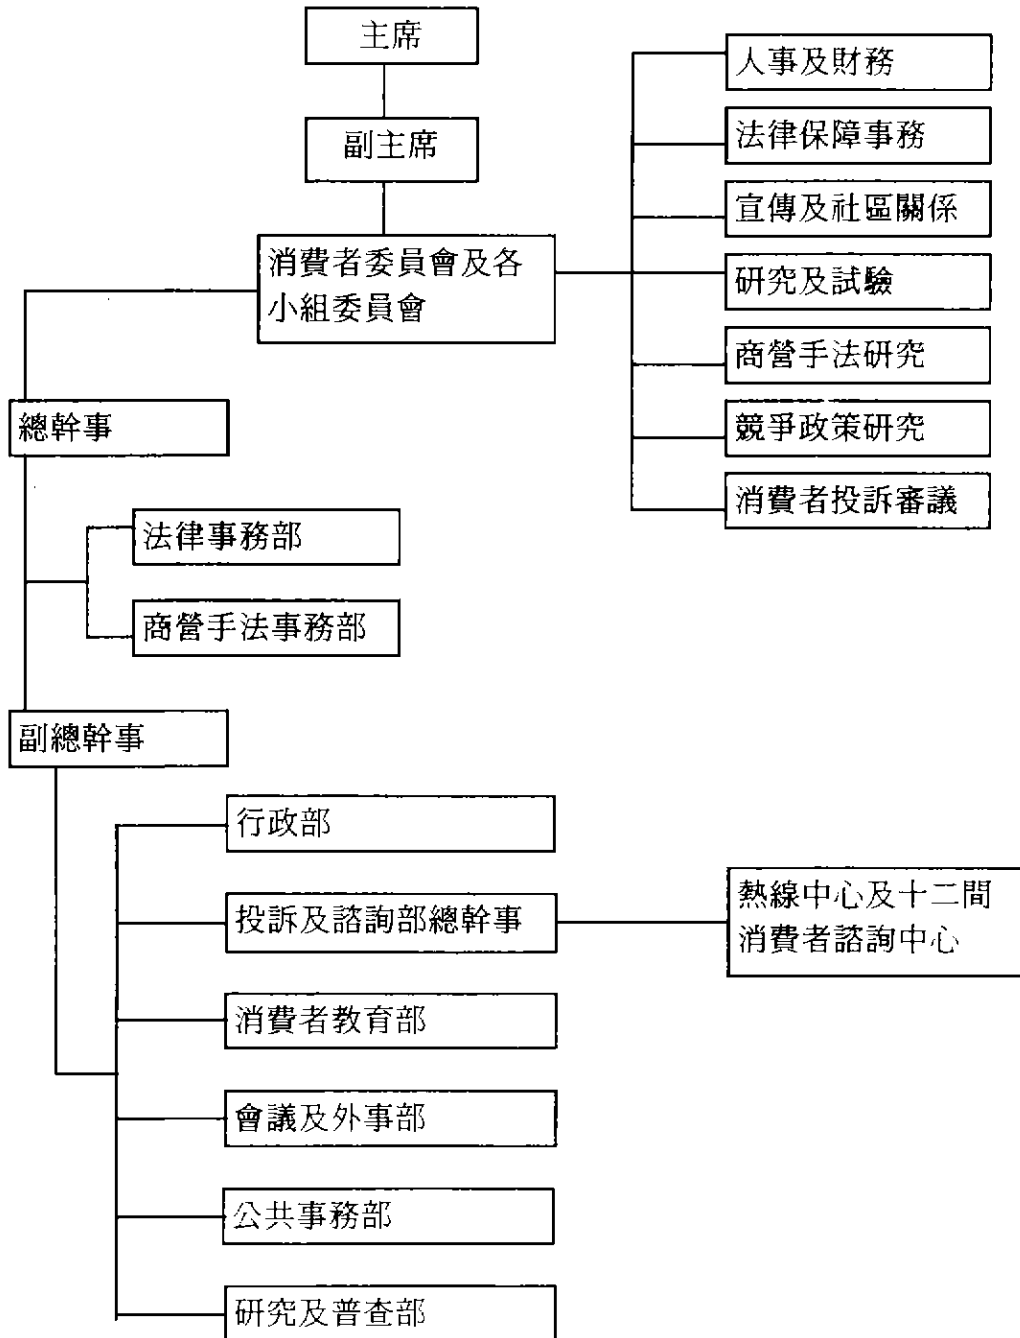 主席
副主席
消費者委員會及各
小組委員會
人事及財務
法律保障事務
宣傳及社區關係
研究及試驗
商營手法研究
競爭政策研究
消費者投訴審議
總幹事
法律事務部
商營手法事務部
副總幹事
行政部
投訴及諮詢部總幹事
熱線中心及十二間
消費者諮詢中心
消費者教育部
會議及外事部
公共事務部
研究及普查部